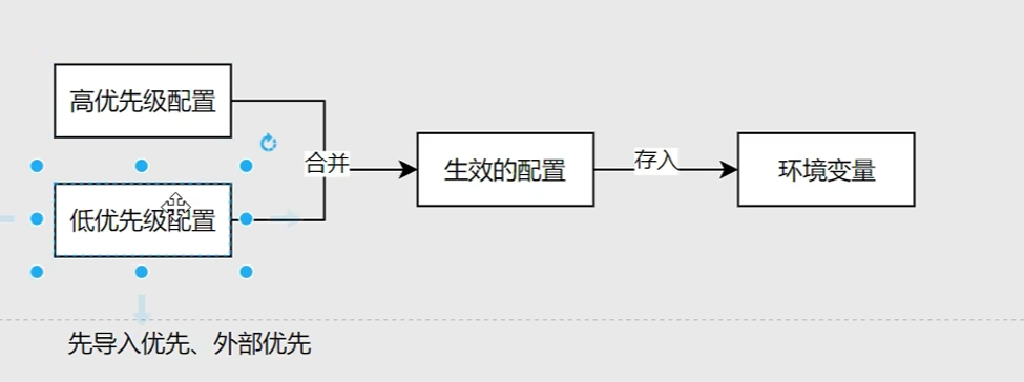 高优先级配置
合并
生效的配置
存入
环境变量
低优先级配置
先导入优先、外部优先